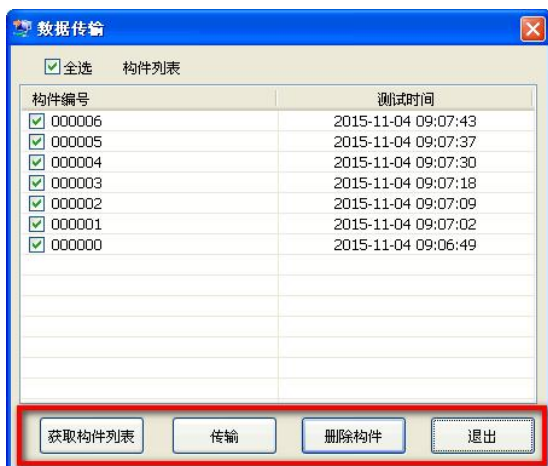 数据传输
全选 构件列表
构件编号 测试时间
000006 2015-11-04 09:07:43
000005 2015-11-04 09:07:37
000004 2015-11-04 09:07:30
000003 2015-11-04 09:07:18
000002 2015-11-04 09:07:09
000001 2015-11-04 09:07:02
000000 2015-11-04 09:06:49
获取构件列表 传输 删除构件 退出